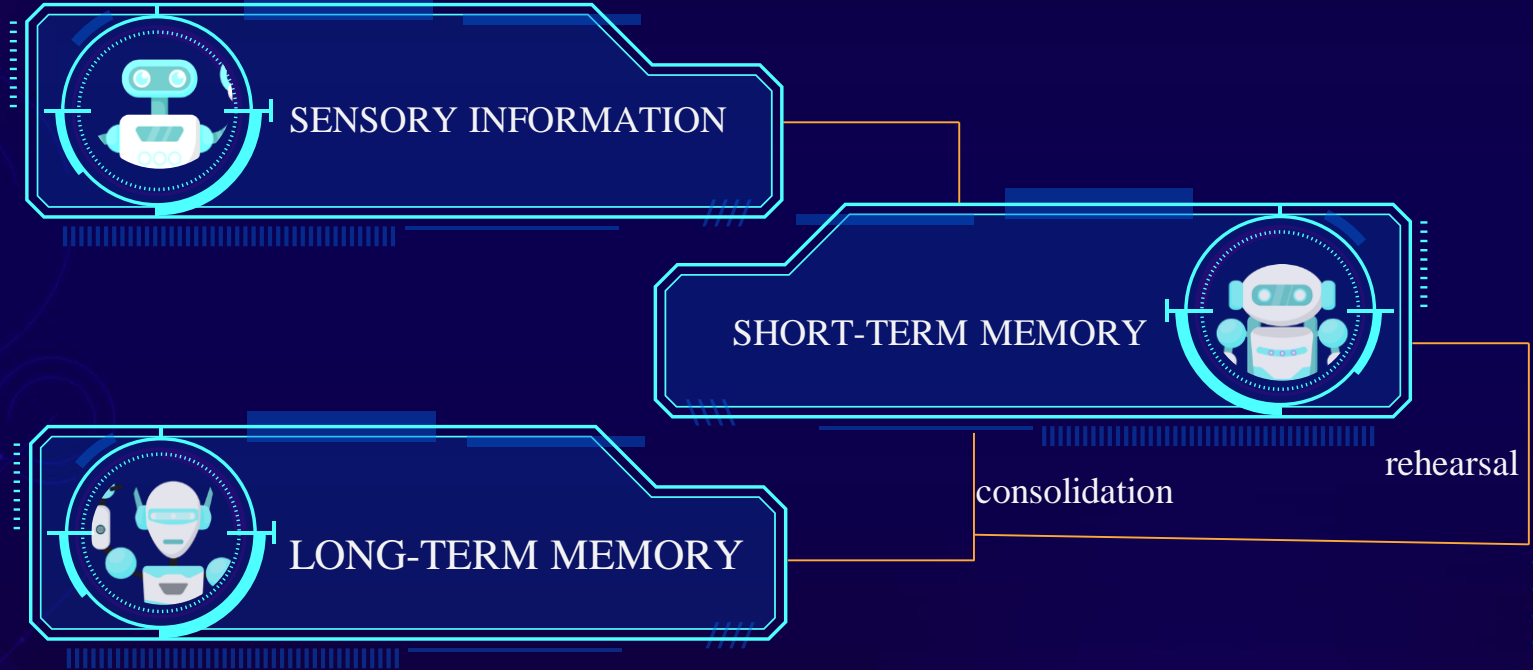 SENSORY INFORMATION
SHORT-TERM MEMORY
rehearsal
consolidation
LONG-TERM MEMORY